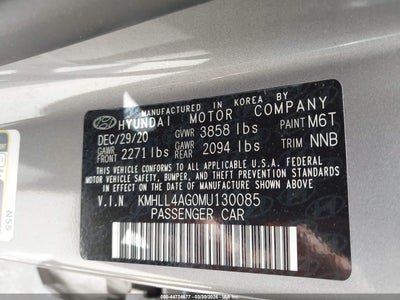 MANUFACTURED IN KOREA BY
HYUNDAI MOTOR COMPANY
DEC/29/20 GVWR 3858 lbs PAINT M6T
GAWR FRONT 2271 lbs GAWR REAR 2094 lbs TRIM NNB
THIS VEHICLE CONFORMS TO ALL APPLICABLE U.S.A.
FEDERAL MOTOR VEHICLE SAFETY, BUMPER, AND THEFT
PREVENTION STANDARDS IN EFFECT ON THE DATE OF
MANUFACTURE SHOWN ABOVE.
V.I.N KMHLL4AG0MU130085
PASSENGER CAR
N55